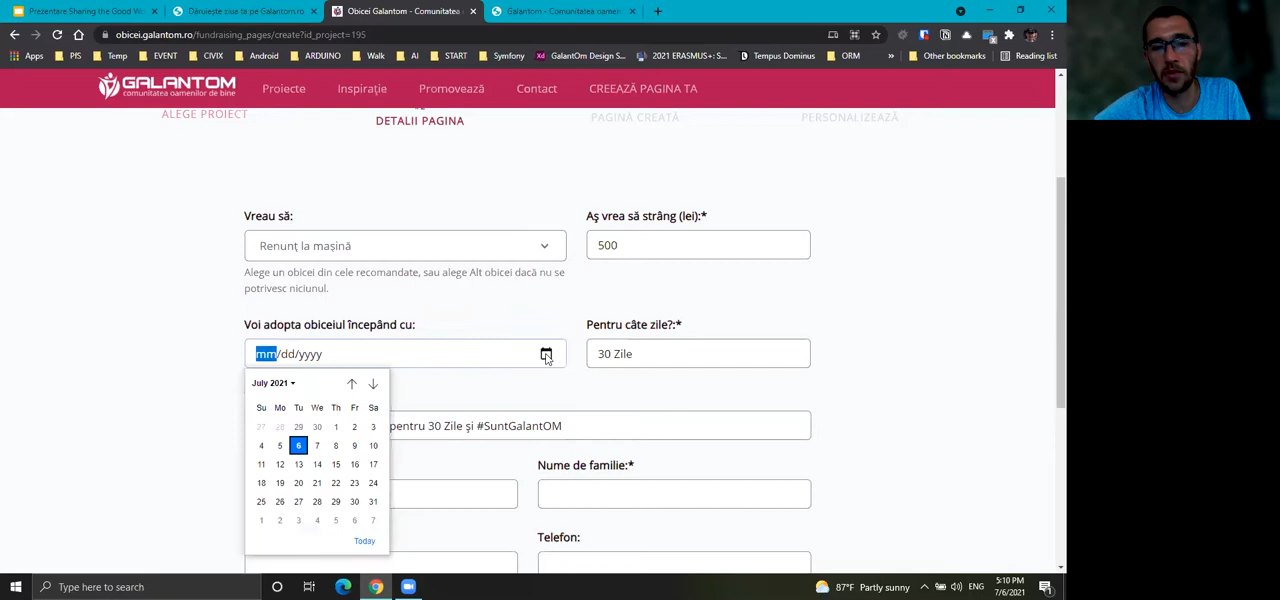 Prezentare Sharing the Good Wo
Dăruiește ziua ta pe Galantom.ro
Obicei Galantom - Comunitatea
Galantom - Comunitatea oamenilo
obicei.galantom.ro/fundraising_pages/create?id_project=195
Apps PIS Temp EVENT CIVIX Android ARDUINO Walk AI START Symfony GalantOm Design S... 2021 ERASMUS+: S... Tempus Dominus ORM » Other bookmarks Reading list
GALANTOM
comunitatea oamenilor de bine
Proiecte Inspirație Promovează Contact CREEAZĂ PAGINA TA
ALEGE PROIECT DETALII PAGINA PAGINĂ CREATĂ PERSONALIZEAZĂ
Vreau să:
Renunț la mașină
Alege un obicei din cele recomandate, sau alege Alt obicei dacă nu se
potrivesc niciunul.
Aș vrea să strâng (lei):*
500
Voi adopta obiceiul începând cu:
mm/dd/yyyy
Pentru câte zile?:*
30 Zile
July 2021
Su Mo Tu We Th Fr Sa
27 28 29 30 1 2 3
4 5 6 7 8 9 10
11 12 13 14 15 16 17
18 19 20 21 22 23 24
25 26 27 28 29 30 31
1 2 3 4 5 6 7
Today
pentru 30 Zile și #SuntGalantOM
Nume de familie:*
Telefon:
Type here to search
87°F Partly sunny
ENG
5:10 PM
7/6/2021